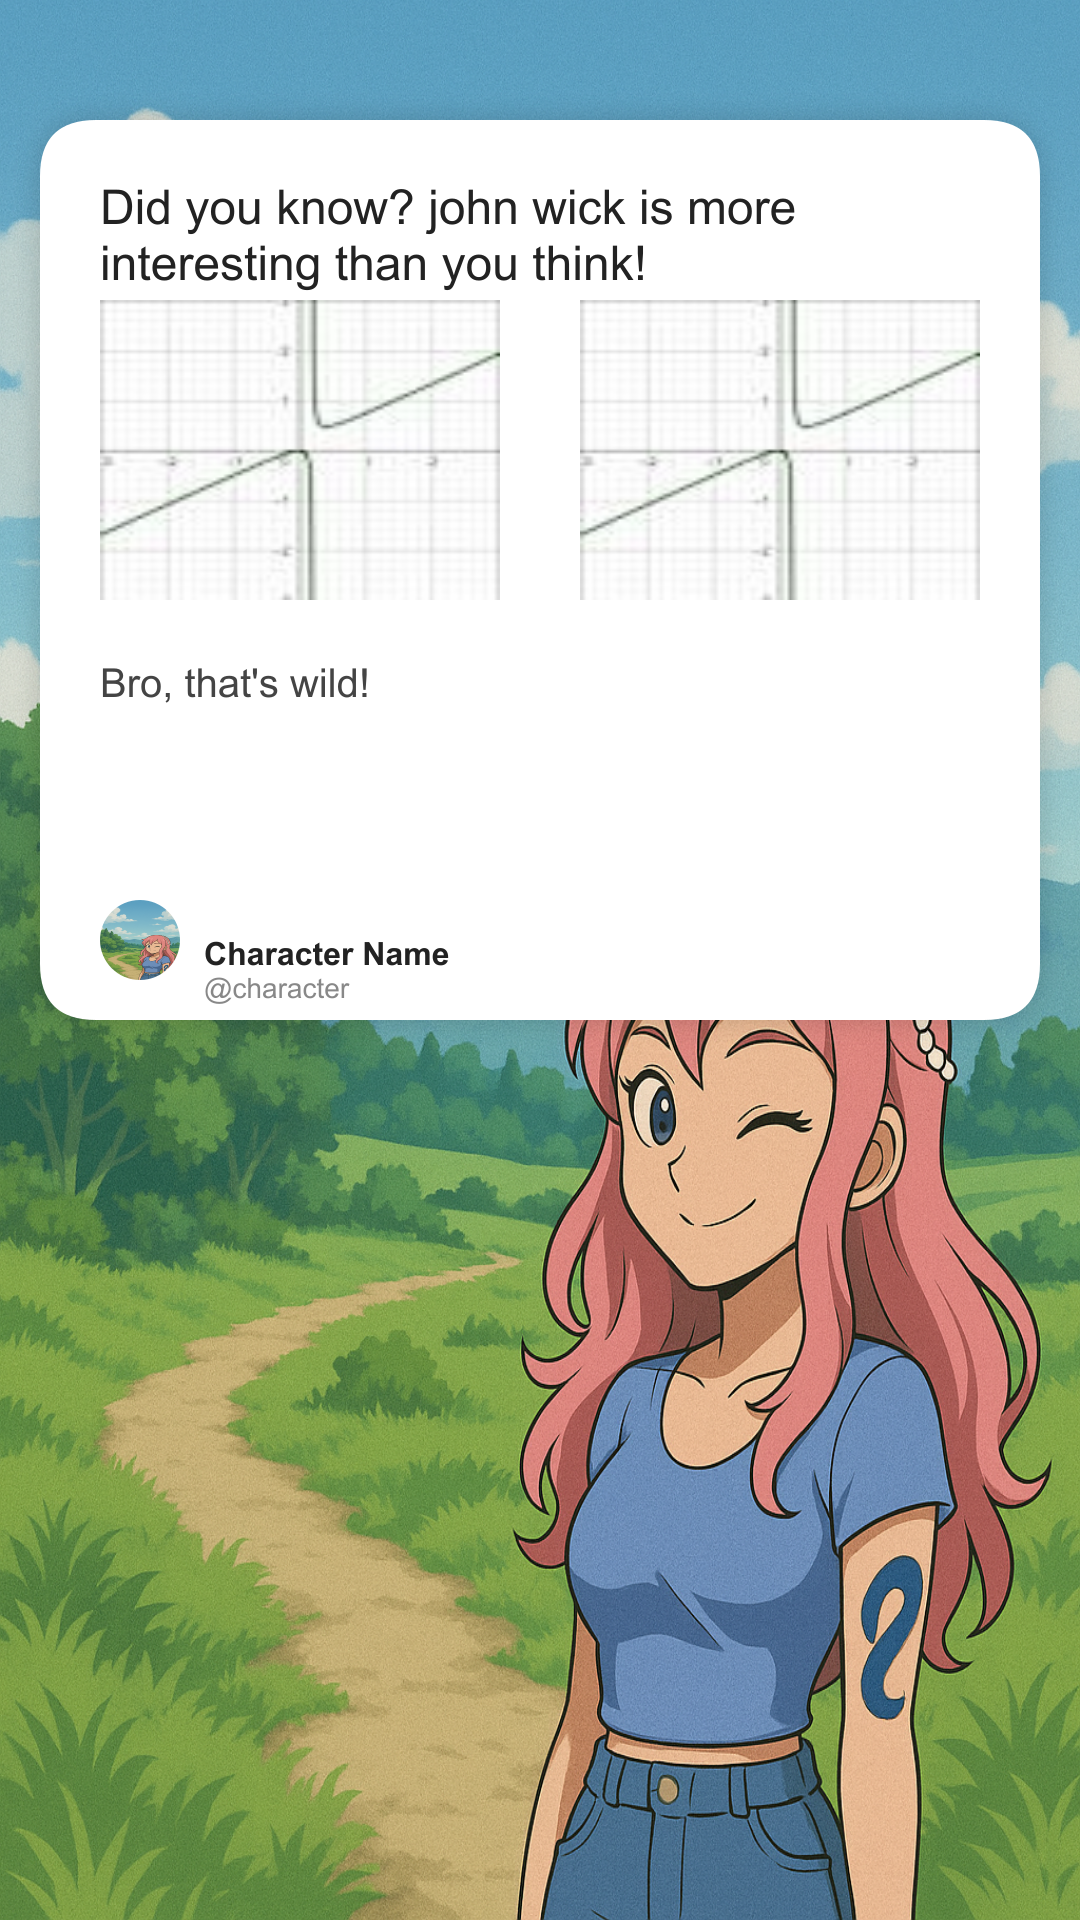 Did you know? john wick is more
interesting than you think!
Bro, that's wild!
Character Name
@character